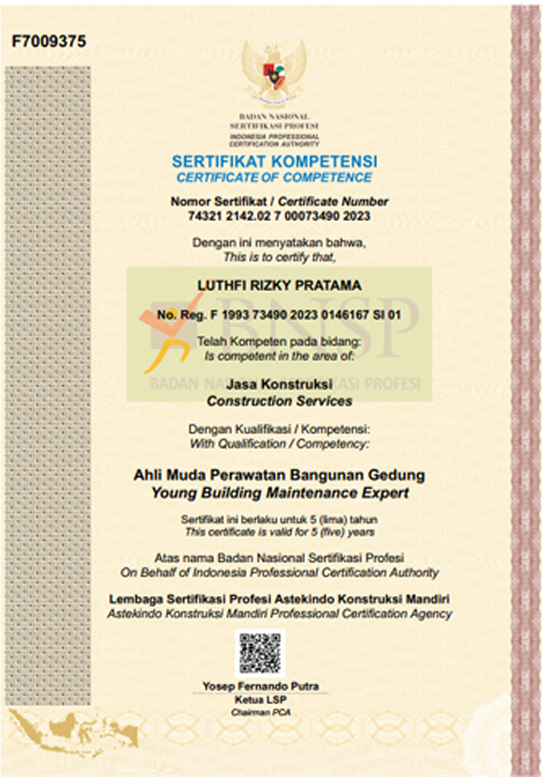 F7009375
BADAN NASIONAL
SERTIFIKASI PROFESI
INDONESIA PROFESSIONAL
CERTIFICATION AUTHORITY
SERTIFIKAT KOMPETENSI
CERTIFICATE OF COMPETENCE
Nomor Sertifikat / Certificate Number
74321 2142.02 7 00073490 2023
Dengan ini menyatakan bahwa,
This is to certify that,
LUTHFI RIZKY PRATAMA
No. Reg. F 1993 73490 2023 0146167 SI 01
BNSP
Telah Kompeten pada bidang:
Is competent in the area of:
BADAN NASIONAL SERTIFIKASI PROFESI
Jasa Konstruksi
Construction Services
Dengan Kualifikasi / Kompetensi:
With Qualification / Competency:
Ahli Muda Perawatan Bangunan Gedung
Young Building Maintenance Expert
Sertifikat ini berlaku untuk 5 (lima) tahun
This certificate is valid for 5 (five) years
Atas nama Badan Nasional Sertifikasi Profesi
On Behalf of Indonesia Professional Certification Authority
Lembaga Sertifikasi Profesi Astekindo Konstruksi Mandiri
Astekindo Konstruksi Mandiri Professional Certification Agency
Yosep Fernando Putra
Ketua LSP
Chairman PCA